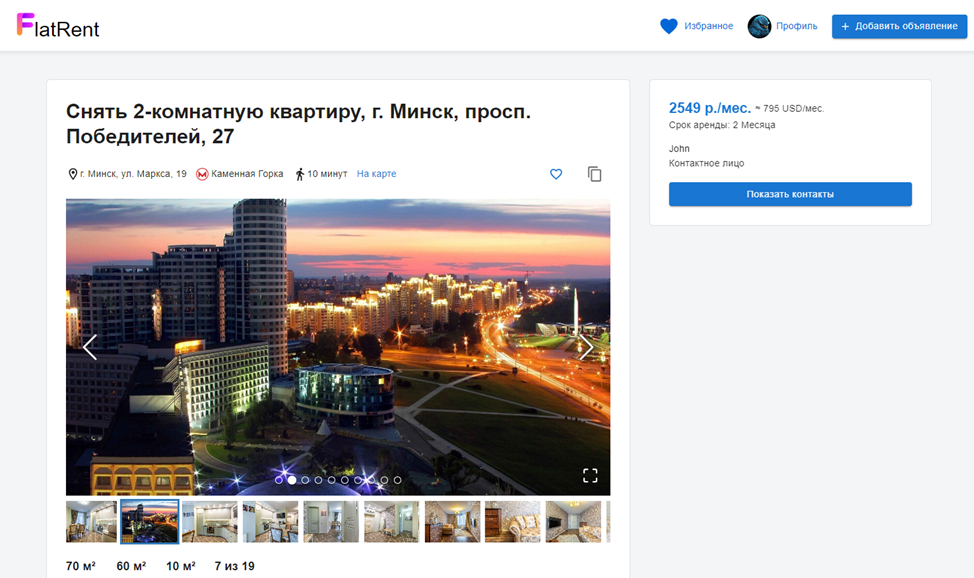 FlatRent
Избранное
Профиль
+ Добавить объявление
Снять 2-комнатную квартиру, г. Минск, просп.
Победителей, 27
г. Минск, ул. Маркса, 19 М Каменная Горка 10 минут На карте
2549 р./мес. ≈ 795 USD/мес.
Срок аренды: 2 Месяца
John
Контактное лицо
Показать контакты
70 м² 60 м² 10 м² 7 из 19